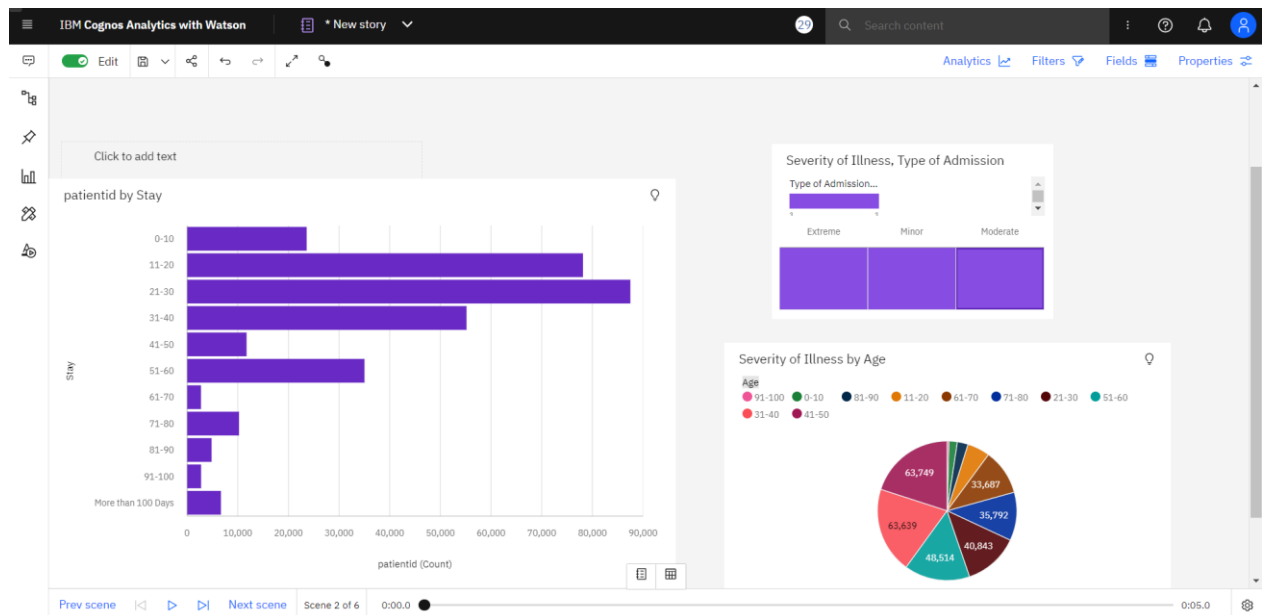 IBM Cognos Analytics with Watson
* New story
29
Search content
Edit
Analytics
Filters
Fields
Properties
Click to add text
patientid by Stay
Stay
0-10
11-20
21-30
31-40
41-50
51-60
61-70
71-80
81-90
91-100
More than 100 Days
0 10,000 20,000 30,000 40,000 50,000 60,000 70,000 80,000 90,000
patientid (Count)
Severity of Illness, Type of Admission
Type of Admission...
Extreme Minor Moderate
Severity of Illness by Age
Age
91-100 0-10 81-90 11-20 61-70 71-80 21-30 51-60
31-40 41-50
63,749
33,687
35,792
63,639
40,843
48,514
Prev scene
Next scene
Scene 2 of 6
0:00.0
0:05.0